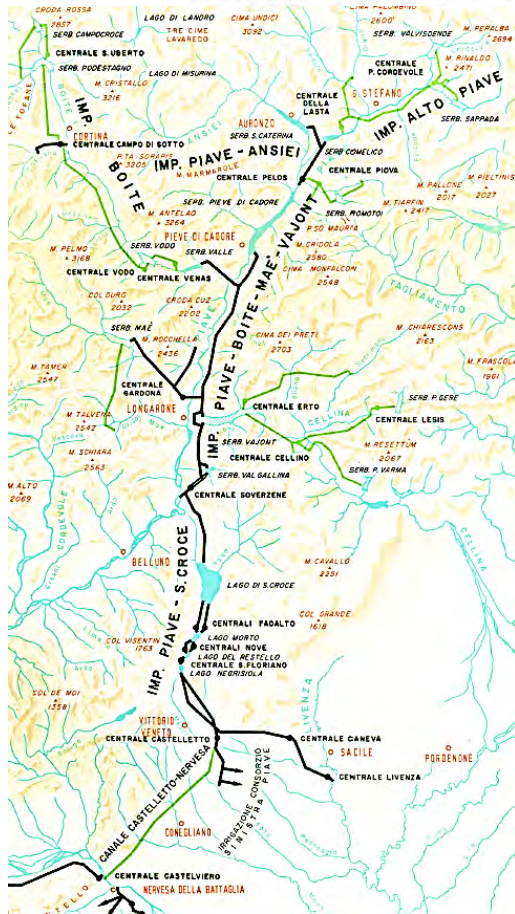 CRODA ROSSA
2857
SERB. CAMPOCROCE
CENTRALE S. UBERTO
SERB. PODESTAGNO
LE TOFANE
BOITE
M. CRISTALLO
3216
LAGO DI LANDRO
TRE CIME
LAVAREDO
CIMA UNDICI
3092
LAGO DI MISURINA
2600
SERB. VALVISDENDE
M. PERALBA
2694
CENTRALE
P. CORDEVOLE
M. RINALDO
2471
CENTRALE
DELLA
LASTA
S. STEFANO
SERB. SAPPADA
IMP. ALTO PIAVE
AURONZO
SERB. S. CATERINA
ANSIEI
SERB. COMELICO
CORTINA
CENTRALE CAMPO DI SOTTO
IMP.
BOITE
P.TA SORAPIS
3205
IMP. PIAVE-ANSIEI
M. MARMAROLE
CENTRALE PELOS
CENTRALE PIOVA
SERB. ROMOTOI
M. PALLONE
2017
M. PIELTINIS
2027
M. TIARFIN
2417
P.SO MAURIA
SERB. PIEVE DI CADORE
M. ANTELAO
3264
PIEVE DI CADORE
M. CRIDOLA
2580
CIMA MONFALCON
2548
M. PELMO
3168
SERB. VODO
SERB. VALLE
CENTRALE VODO
CENTRALE VENAS
TAGLIAMENTO
COL DURO
2032
CRODA CUZ
2202
PIAVE
IMP. PIAVE-BOITE-MAE'-VAJONT
SERB. MAÈ
M. ROCCHELLA
2436
CIMA DEI PRETI
2703
M. CHIARESCONS
2163
M. TAMER
2547
M. FRASCOLA
1961
CENTRALE
GARDONA
LONGARONE
M. TALVENA
2542
CENTRALE ERTO
SERB. P. GERE
CELLINA
CENTRALE LESIS
SERB. VAJONT
CENTRALE CELLINO
M. RESETTUM
2067
M. SCHIARA
2563
SERB. VAL GALLINA
SERB. P. VARMA
M. ALTO
2069
CENTRALE SOVERZENE
CORDEVOLE
CELLINA
BELLUNO
M. CAVALLO
2251
LAGO DI S. CROCE
IMP. PIAVE-S. CROCE
COL GRANDE
1618
CENTRALI FADALTO
LAGO MORTO
CENTRALI NOVE
LAGO DEL RESTELLO
CENTRALE S. FLORIANO
LAGO NEGRISIOLA
COL VISENTIN
1763
COL DE MOI
1358
LIVENZA
VITTORIO
VENETO
CENTRALE CASTELLETTO
CENTRALE CANEVA
SACILE
PORDENONE
CENTRALE LIVENZA
CANALE CASTELLETTO-NERVESA
IRRIGAZIONE CONSORZIO
SINISTRA PIAVE
CONEGLIANO
CENTRALE CASTELVIERO
NERVESA DELLA BATTAGLIA